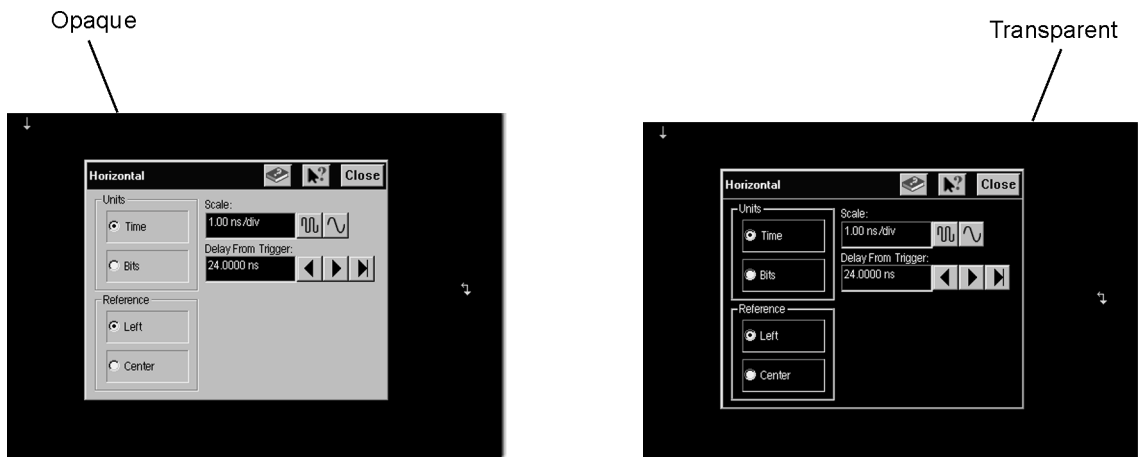 Opaque
Transparent
Horizontal
? Close
Units
Time
Bits
Scale:
1.00 ns/div
Delay From Trigger:
24.0000 ns
Reference
Left
Center
Horizontal
? Close
Units
Time
Bits
Scale:
1.00 ns/div
Delay From Trigger:
24.0000 ns
Reference
Left
Center